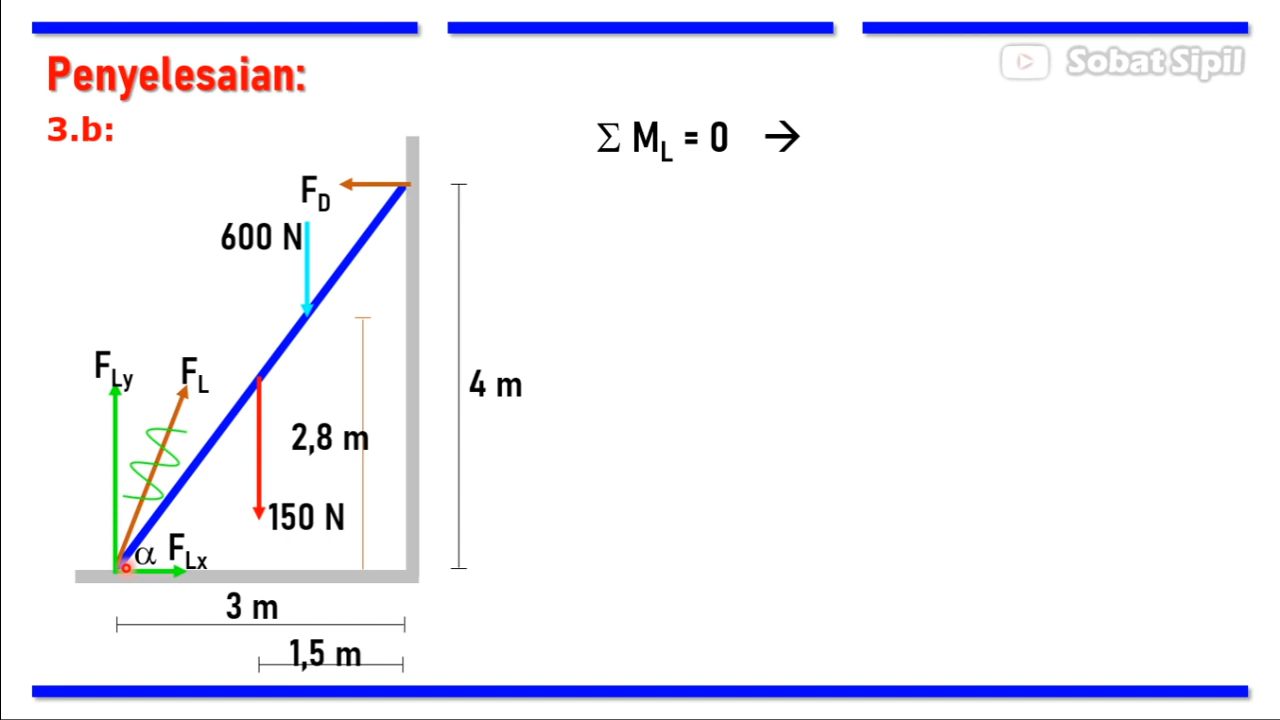 Sobat Sipil
Penyelesaian:
3.b:
Σ M_L = 0 →
F_D
600 N
F_Ly
F_L
4 m
2,8 m
150 N
α F_Lx
3 m
1,5 m